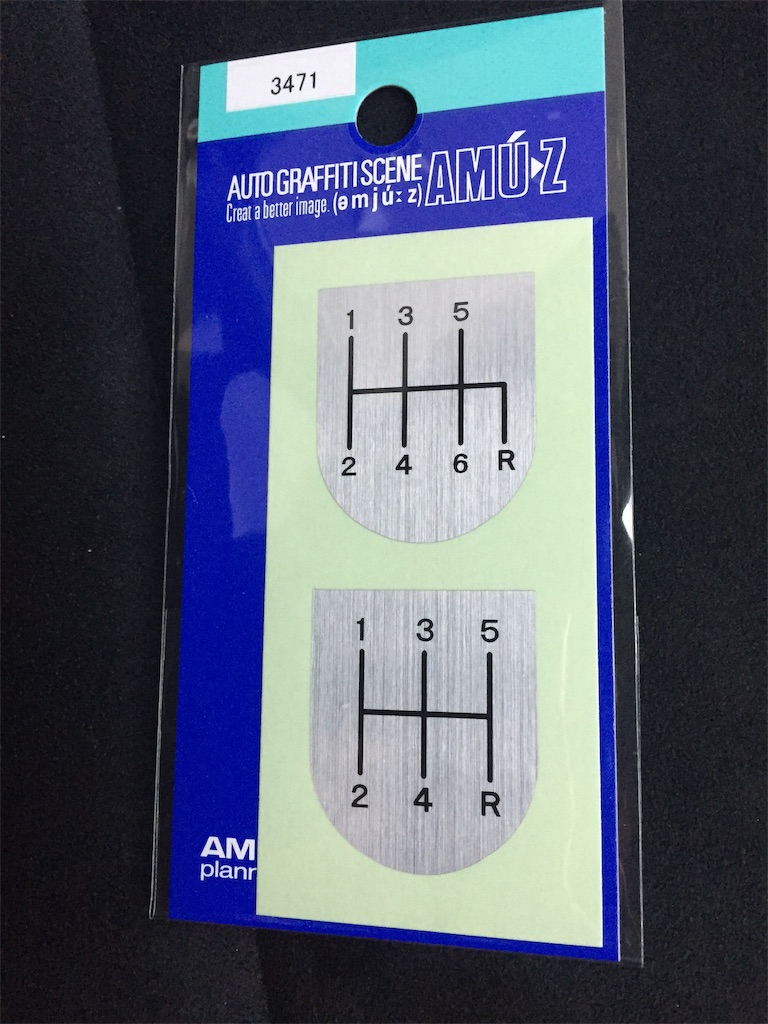 3471
AUTO GRAFFITI SCENE AMÚ▸Z
Creat a better image. (emjú:z)
1 3 5
2 4 6 R
1 3 5
2 4 R
AM
plann